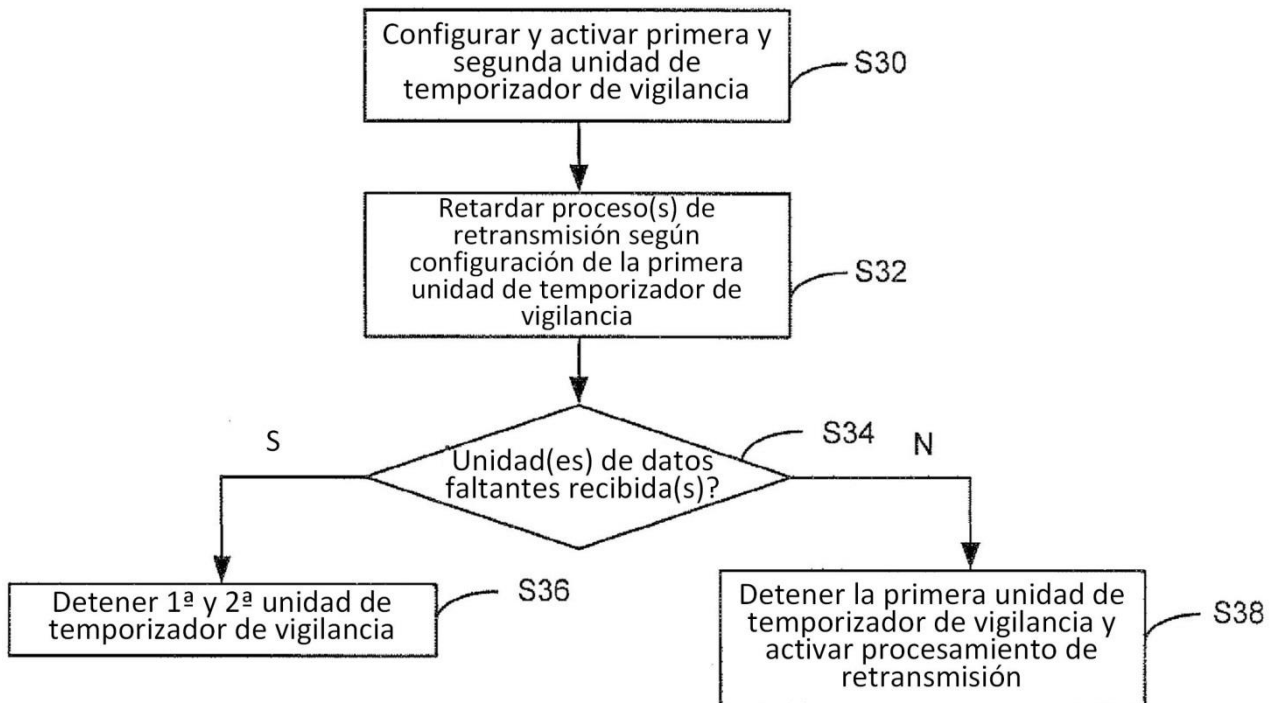 Configurar y activar primera y
segunda unidad de
temporizador de vigilancia
S30
Retardar proceso(s) de
retransmisión según
configuración de la primera
unidad de temporizador de
vigilancia
S32
S34
S
N
Unidad(es) de datos
faltantes recibida(s)?
Detener 1ª y 2ª unidad de
temporizador de vigilancia
S36
Detener la primera unidad de
temporizador de vigilancia y
activar procesamiento de
retransmisión
S38